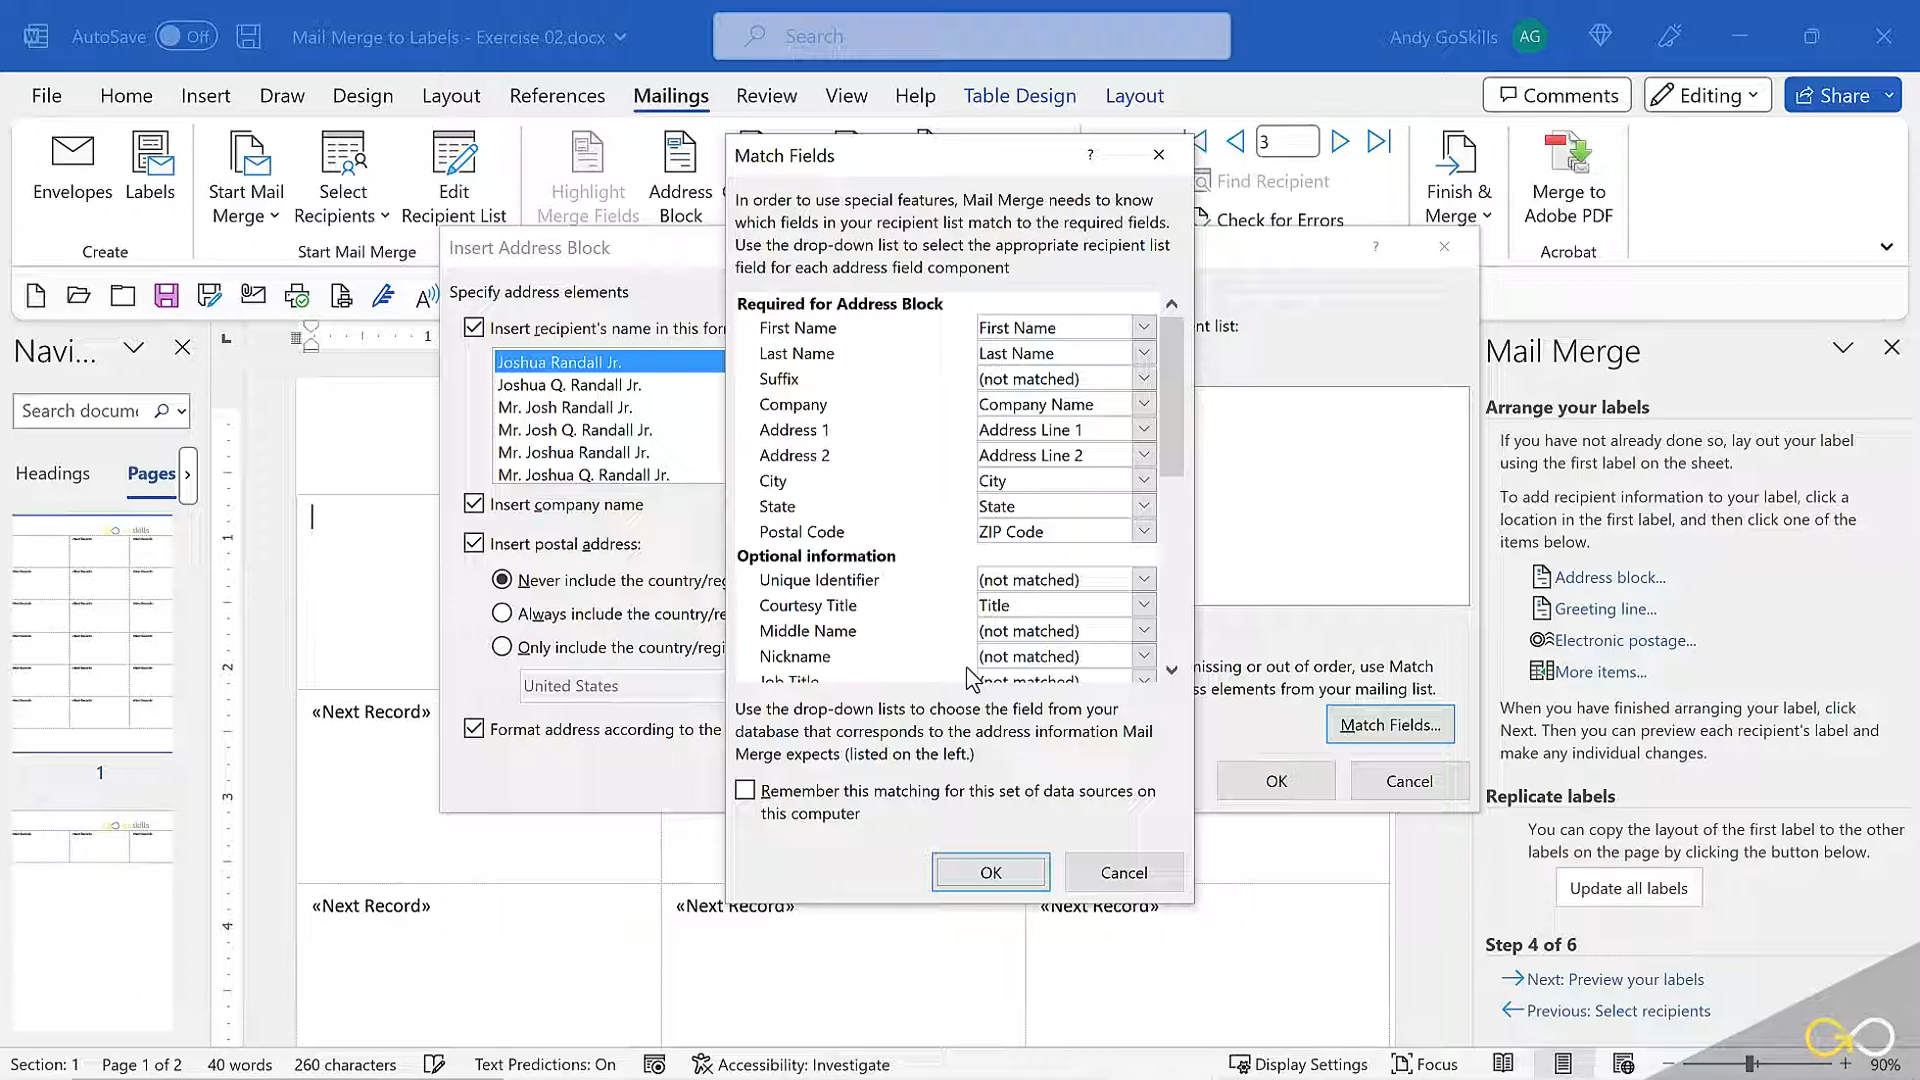 AutoSave Off Mail Merge to Labels - Exercise 02.docx Search Andy GoSkills AG
File Home Insert Draw Design Layout References Mailings Review View Help Table Design Layout Comments Editing Share
Envelopes
Labels
Start Mail
Merge
Select
Recipients
Edit
Recipient List
Highlight
Merge Fields
Address
Block
3
Find Recipient
Check for Errors
Finish &
Merge
Merge to
Adobe PDF
Create
Start Mail Merge
Acrobat
Navi...
Search docum
Headings Pages
1
1
2
3
4
Insert Address Block
Specify address elements
Insert recipient's name in this for
Joshua Randall Jr.
Joshua Q. Randall Jr.
Mr. Josh Randall Jr.
Mr. Josh Q. Randall Jr.
Mr. Joshua Randall Jr.
Mr. Joshua Q. Randall Jr.
Insert company name
Insert postal address:
Never include the country/reg
Always include the country/re
Only include the country/regi
United States
Format address according to the
Match Fields ?
In order to use special features, Mail Merge needs to know
which fields in your recipient list match to the required fields.
Use the drop-down list to select the appropriate recipient list
field for each address field component
Required for Address Block
First Name First Name
Last Name Last Name
Suffix (not matched)
Company Company Name
Address 1 Address Line 1
Address 2 Address Line 2
City City
State State
Postal Code ZIP Code
Optional information
Unique Identifier (not matched)
Courtesy Title Title
Middle Name (not matched)
Nickname (not matched)
Job Title (not matched)
Use the drop-down lists to choose the field from your
database that corresponds to the address information Mail
Merge expects (listed on the left.)
Remember this matching for this set of data sources on
this computer
OK Cancel
?
nt list:
nissing or out of order, use Match
ss elements from your mailing list.
Match Fields...
OK Cancel
«Next Record»
«Next Record» «Next Record» «Next Record»
Mail Merge
Arrange your labels
If you have not already done so, lay out your label
using the first label on the sheet.
To add recipient information to your label, click a
location in the first label, and then click one of the
items below.
Address block...
Greeting line...
Electronic postage...
More items...
When you have finished arranging your label, click
Next. Then you can preview each recipient's label and
make any individual changes.
Replicate labels
You can copy the layout of the first label to the other
labels on the page by clicking the button below.
Update all labels
Step 4 of 6
Next: Preview your labels
Previous: Select recipients
Section: 1 Page 1 of 2 40 words 260 characters Text Predictions: On Accessibility: Investigate Display Settings Focus 90%